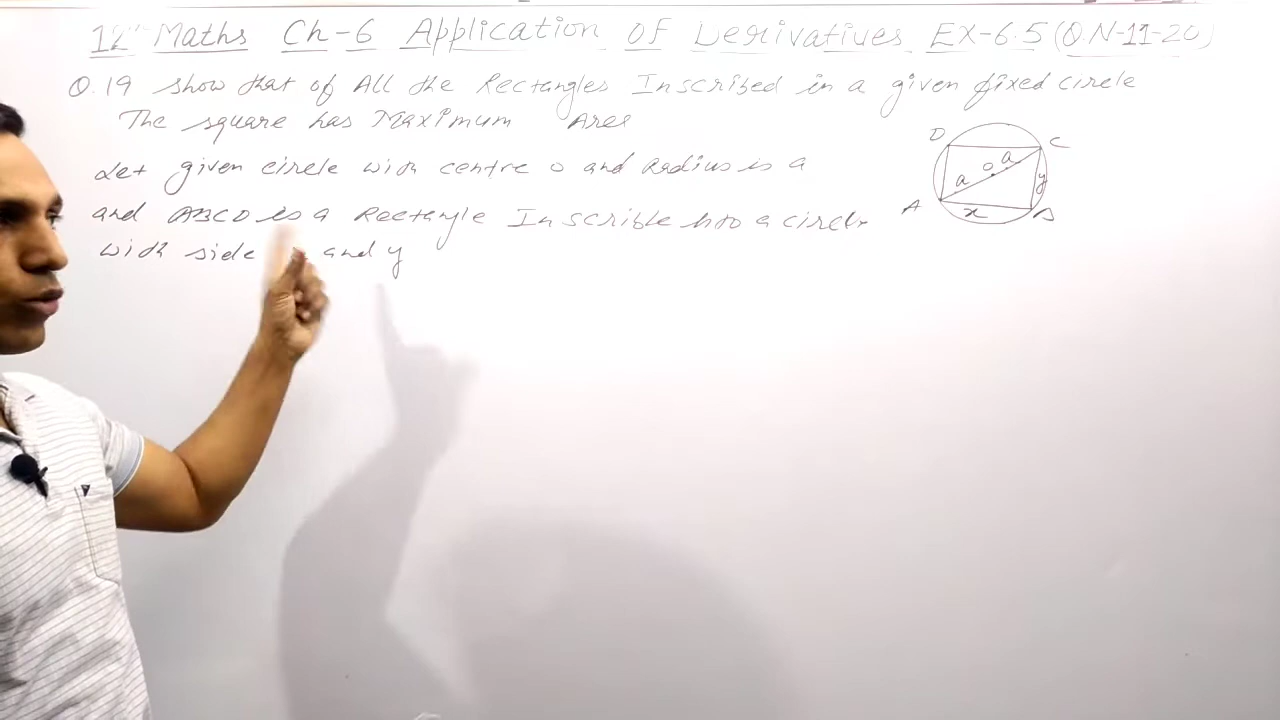 12th Maths Ch-6 Application OF Derivatives EX-6.5 (Q.N-11-20)
Q.19 show that of All the Rectangles Inscribed in a given fixed circle
The square has Maximum Area
Let given circle with centre O and Radius is a
and ABCD is a Rectangle Inscrible into a circle
with side and y
D C
O a
a y
A x B